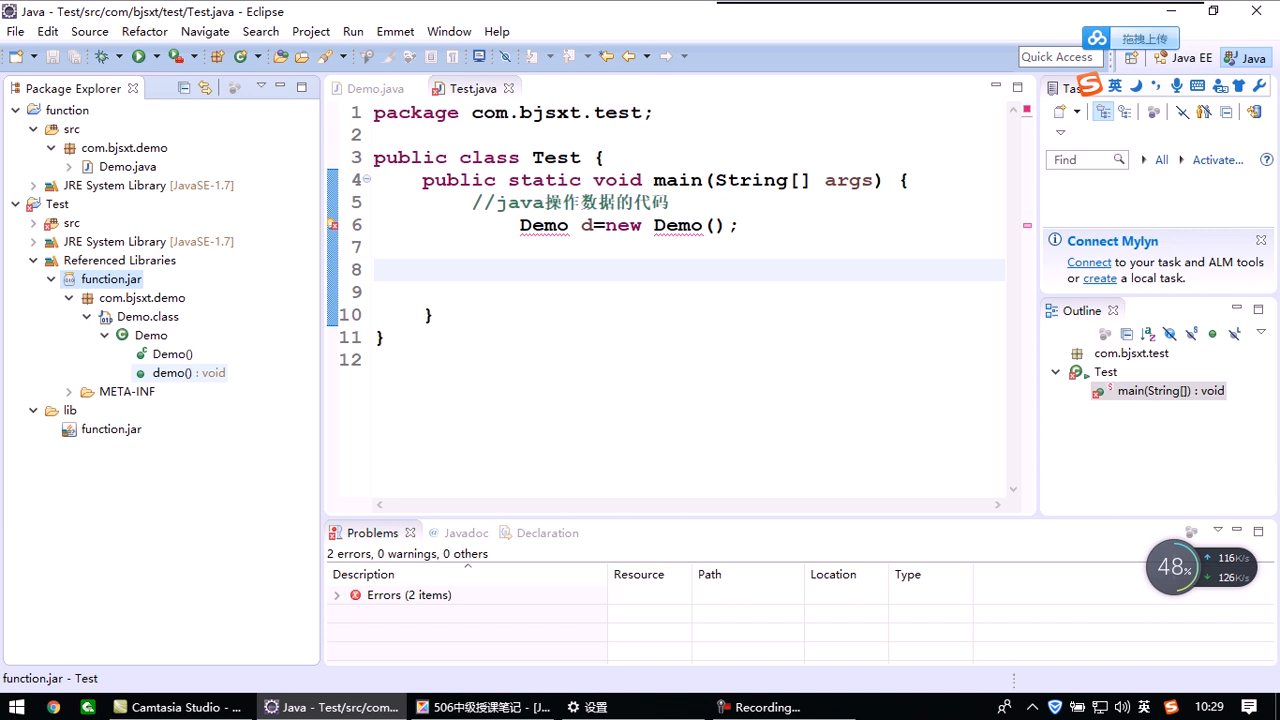 Java - Test/src/com/bjsxt/test/Test.java - Eclipse
File Edit Source Refactor Navigate Search Project Run Emmet Window Help
拖拽上传
Quick Access
Java EE
Java
Package Explorer
Demo.java
Test.java
英
function
src
com.bjsxt.demo
Demo.java
JRE System Library [JavaSE-1.7]
Test
src
JRE System Library [JavaSE-1.7]
Referenced Libraries
function.jar
com.bjsxt.demo
Demo.class
Demo
Demo()
demo() : void
META-INF
lib
function.jar
1 package com.bjsxt.test;
2
3 public class Test {
4 public static void main(String[] args) {
5 //java操作数据的代码
6 Demo d=new Demo();
7
8
9
10 }
11 }
12
Find
All
Activate...
Connect Mylyn
Connect to your task and ALM tools
or create a local task.
Outline
com.bjsxt.test
Test
main(String[]) : void
Problems
@ Javadoc
Declaration
2 errors, 0 warnings, 0 others
Description Resource Path Location Type
Errors (2 items)
48%
116K/s
126K/s
function.jar - Test
Camtasia Studio - ...
Java - Test/src/com...
506中级授课笔记 - [J...
设置
Recording...
英
10:29